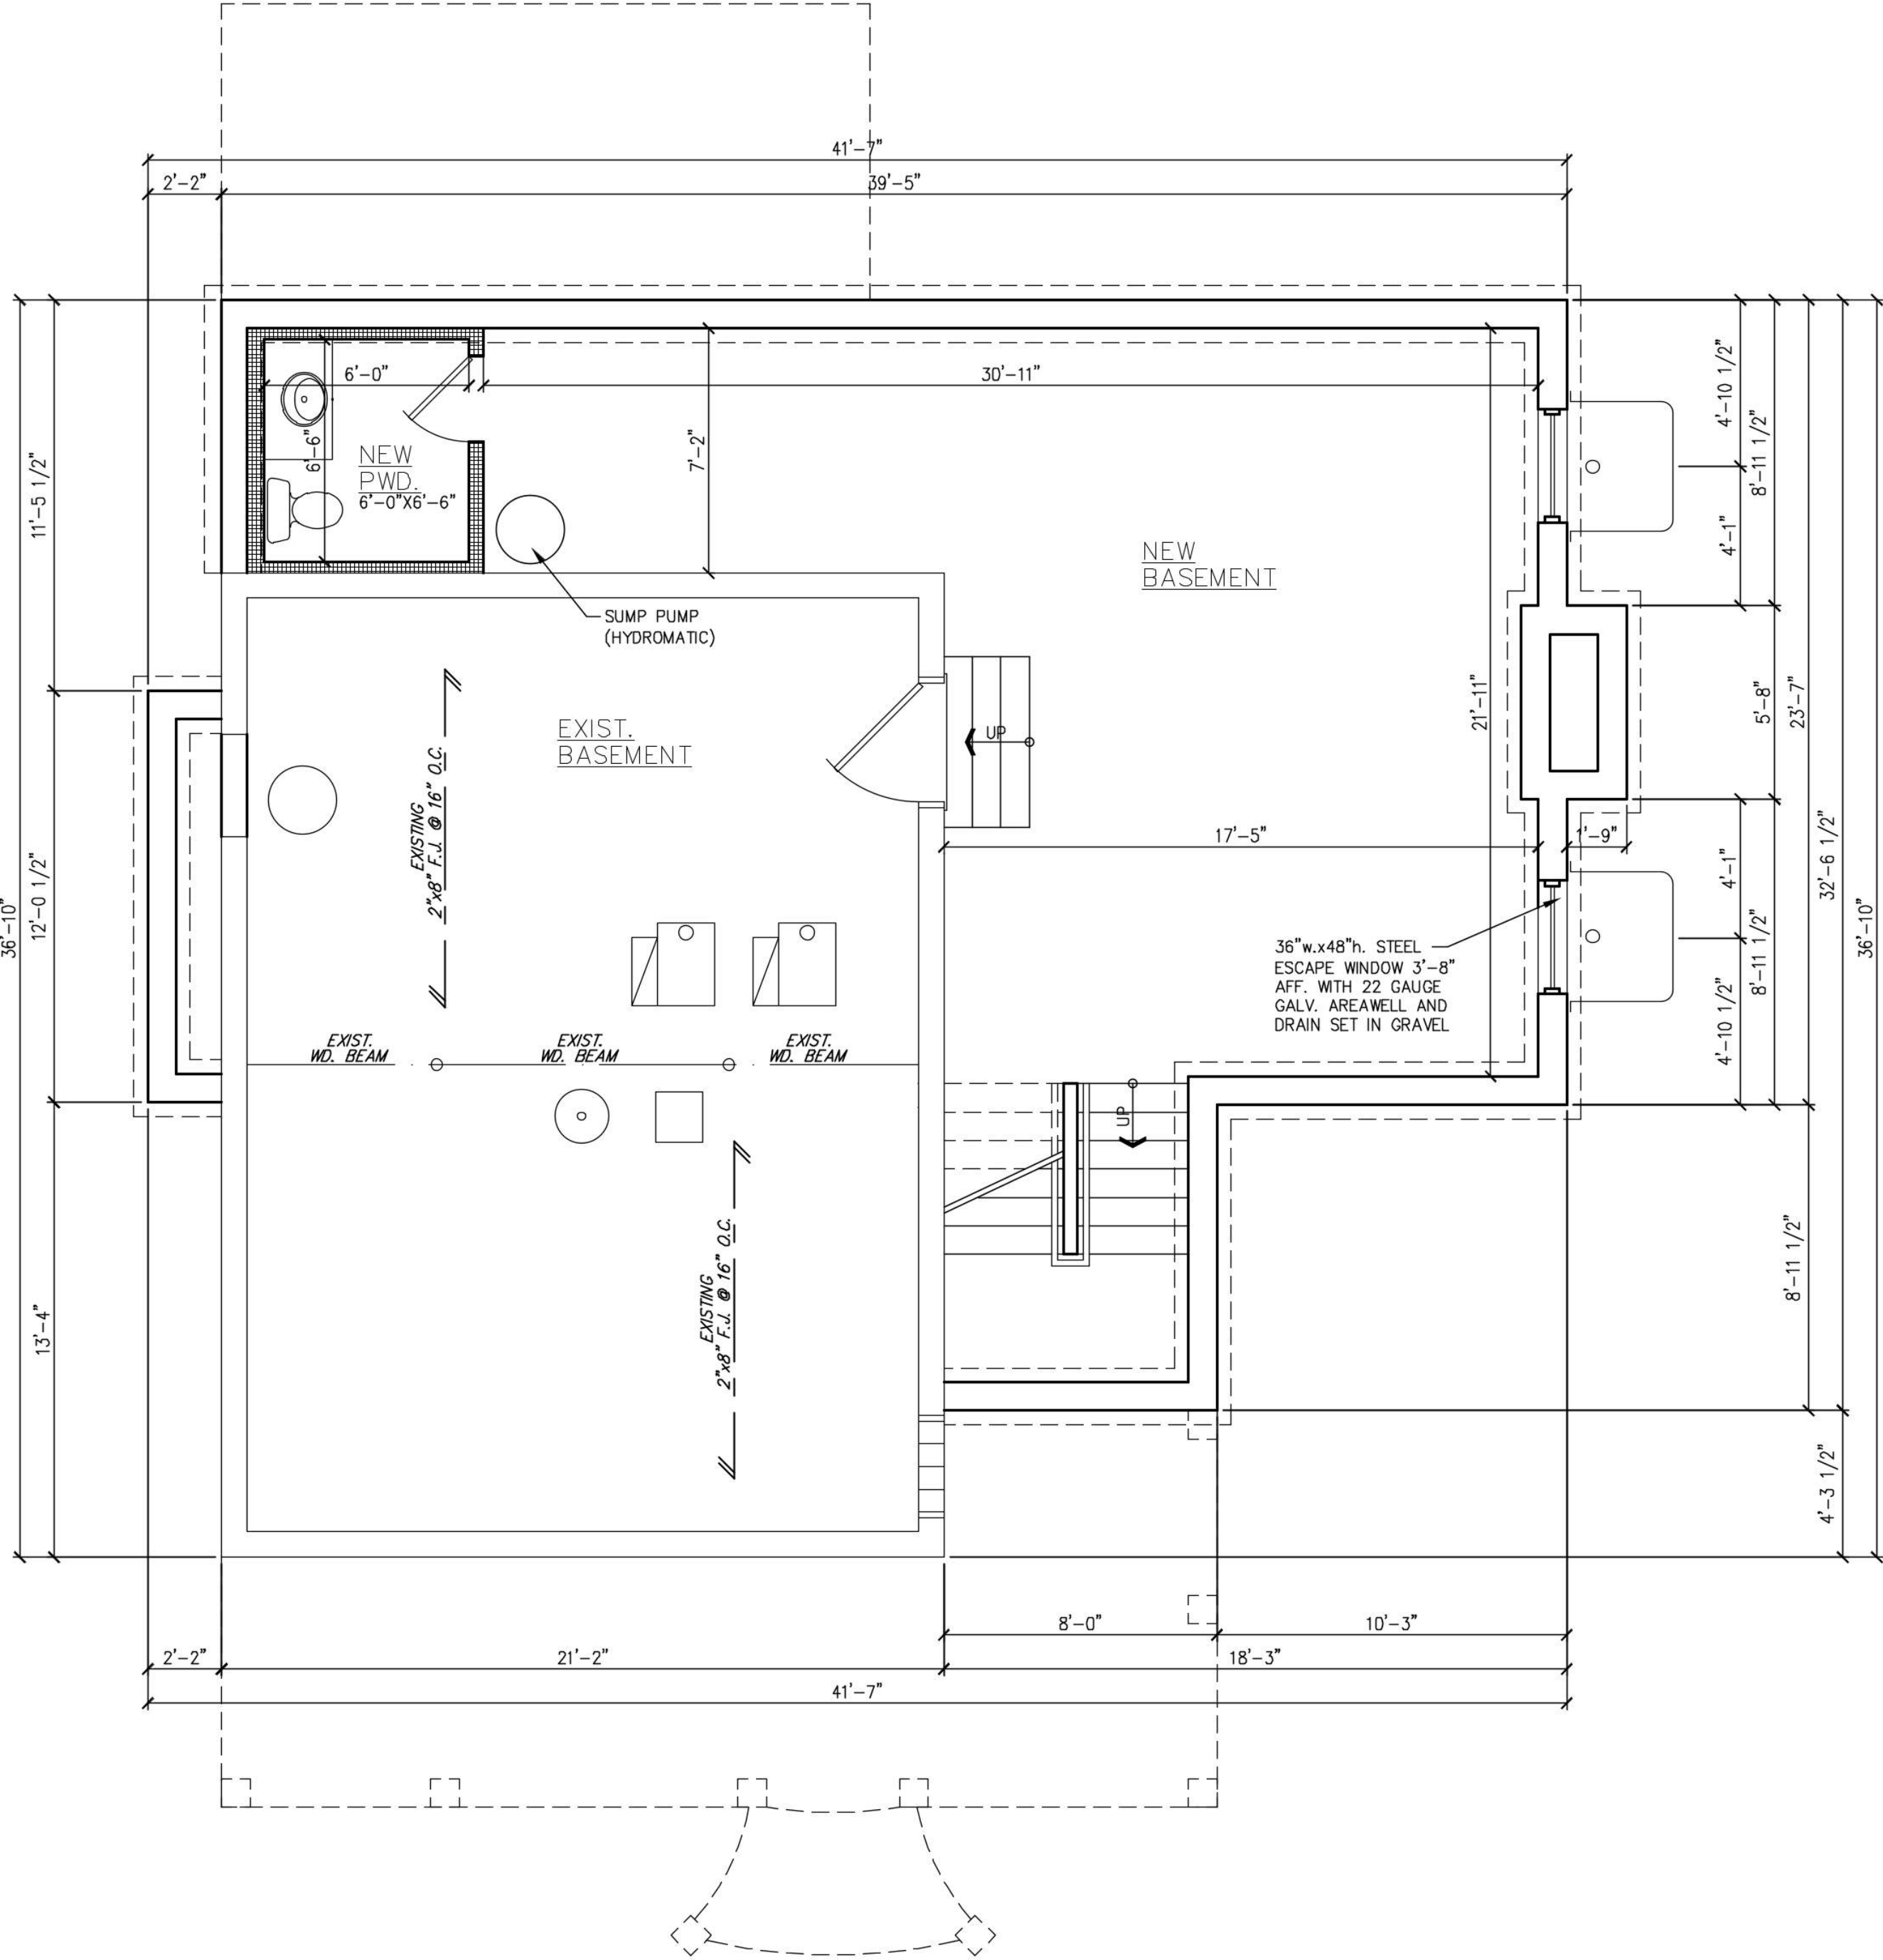 41'-7"
2'-2"
39'-5"
6'-0"
30'-11"
6'-6"
NEW
PWD.
6'-0"X6'-6"
7'-2"
4'-10 1/2"
8'-11 1/2"
4'-1"
11'-5 1/2"
NEW
BASEMENT
SUMP PUMP
(HYDROMATIC)
EXIST.
BASEMENT
UP
21'-11"
5'-8"
23'-7"
EXISTING
2"x8" F.J. @ 16" O.C.
17'-5"
1'-9"
36'-10"
12'-0 1/2"
4'-1"
32'-6 1/2"
36'-10"
8'-11 1/2"
4'-10 1/2"
36"w.x48"h. STEEL
ESCAPE WINDOW 3'-8"
AFF. WITH 22 GAUGE
GALV. AREAWELL AND
DRAIN SET IN GRAVEL
EXIST.
WD. BEAM
EXIST.
WD. BEAM
EXIST.
WD. BEAM
UP
EXISTING
2"x8" F.J. @ 16" O.C.
13'-4"
8'-11 1/2"
4'-3 1/2"
8'-0"
10'-3"
2'-2"
21'-2"
18'-3"
41'-7"